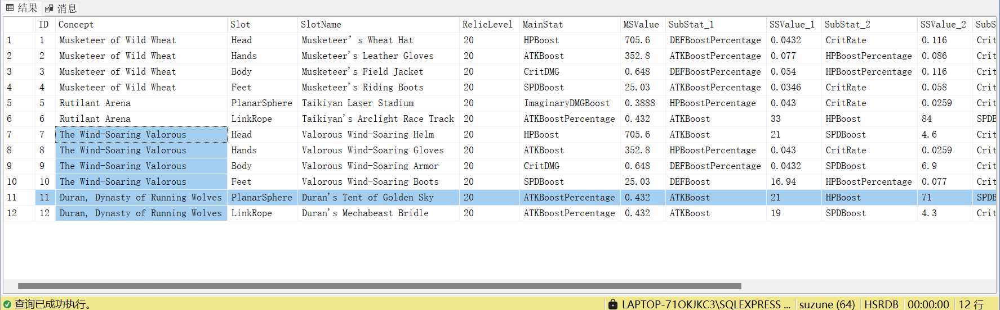 结果 消息
ID Concept Slot SlotName RelicLevel MainStat MSValue SubStat_1 SSValue_1 SubStat_2 SSValue_2 SubS
1 1 Musketeer of Wild Wheat Head Musketeer’s Wheat Hat 20 HPBoost 705.6 DEFBoostPercentage 0.0432 CritRate 0.116 Crit
2 2 Musketeer of Wild Wheat Hands Musketeer's Leather Gloves 20 ATKBoost 352.8 ATKBoostPercentage 0.077 HPBoostPercentage 0.086 Crit
3 3 Musketeer of Wild Wheat Body Musketeer's Field Jacket 20 CritDMG 0.648 DEFBoostPercentage 0.054 HPBoostPercentage 0.116 Crit
4 4 Musketeer of Wild Wheat Feet Musketeer's Riding Boots 20 SPDBoost 25.03 ATKBoostPercentage 0.0346 CritRate 0.058 Crit
5 5 Rutilant Arena PlanarSphere Taikiyan Laser Stadium 20 ImaginaryDMGBoost 0.3888 HPBoostPercentage 0.043 CritRate 0.0259 Crit
6 6 Rutilant Arena LinkRope Taikiyan's Arclight Race Track 20 ATKBoostPercentage 0.432 ATKBoost 33 HPBoost 84 SPDB
7 7 The Wind-Soaring Valorous Head Valorous Wind-Soaring Helm 20 HPBoost 705.6 ATKBoost 21 SPDBoost 4.6 Crit
8 8 The Wind-Soaring Valorous Hands Valorous Wind-Soaring Gloves 20 ATKBoost 352.8 HPBoostPercentage 0.043 CritRate 0.0259 Crit
9 9 The Wind-Soaring Valorous Body Valorous Wind-Soaring Armor 20 CritDMG 0.648 DEFBoostPercentage 0.0432 SPDBoost 6.9 Crit
10 10 The Wind-Soaring Valorous Feet Valorous Wind-Soaring Boots 20 SPDBoost 25.03 DEFBoost 16.94 HPBoostPercentage 0.077 Crit
11 11 Duran, Dynasty of Running Wolves PlanarSphere Duran's Tent of Golden Sky 20 ATKBoostPercentage 0.432 ATKBoost 21 HPBoost 71 SPDB
12 12 Duran, Dynasty of Running Wolves LinkRope Duran's Mechabeast Bridle 20 ATKBoostPercentage 0.432 ATKBoost 19 SPDBoost 4.3 Crit
查询已成功执行。 LAPTOP-71OKJKC3\SQLEXPRESS ... suzune (64) HSRDB 00:00:00 12 行